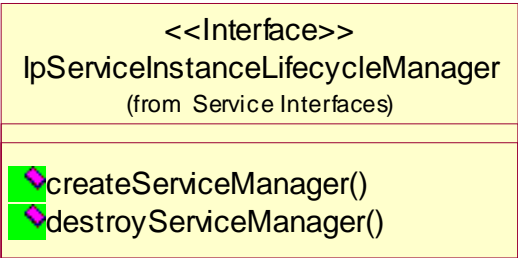 <<Interface>>
IpServiceInstanceLifecycleManager
(from Service Interfaces)
createServiceManager()
destroyServiceManager()